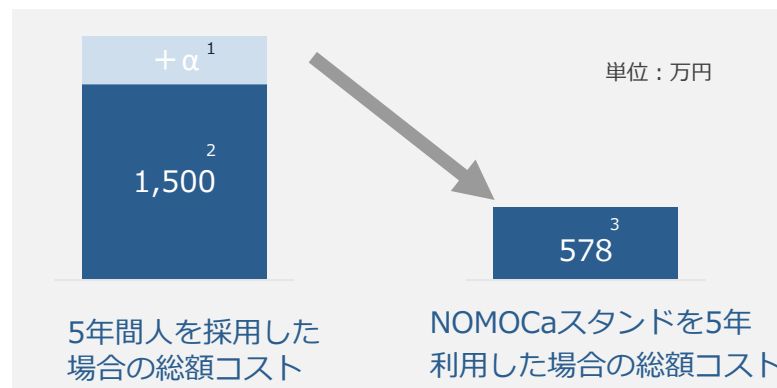 ＋α 1
単位：万円
2
1,500
3
578
5年間人を採用した
場合の総額コスト
NOMOCaスタンドを5年
利用した場合の総額コスト